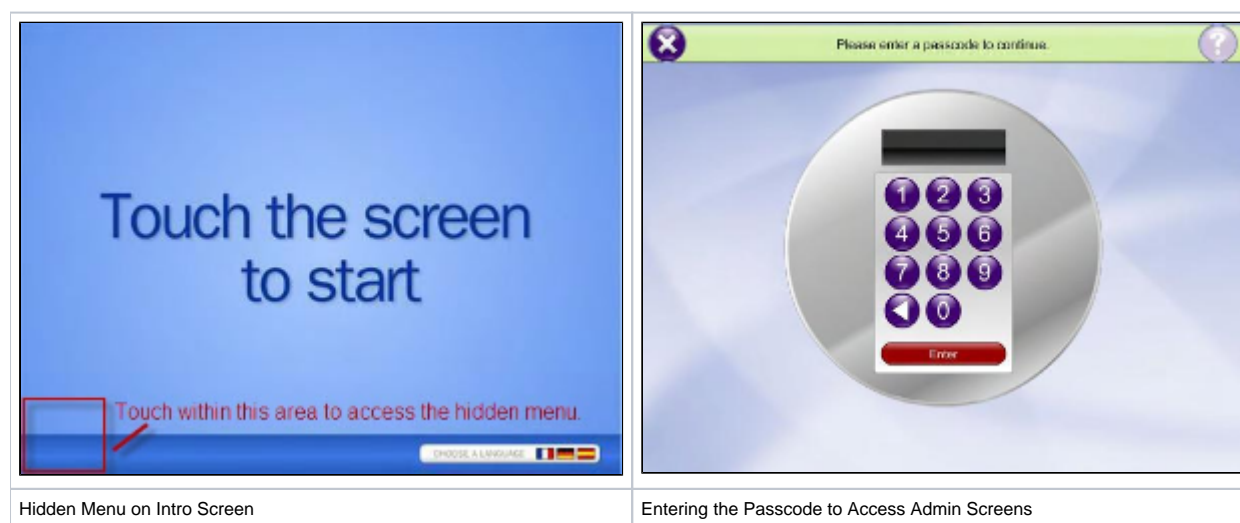 Touch the screen
to start
Touch within this area to access the hidden menu.
CHOOSE A LANGUAGE
Hidden Menu on Intro Screen
Please enter a passcode to continue.
?
1 2 3
4 5 6
7 8 9
0
Enter
Entering the Passcode to Access Admin Screens